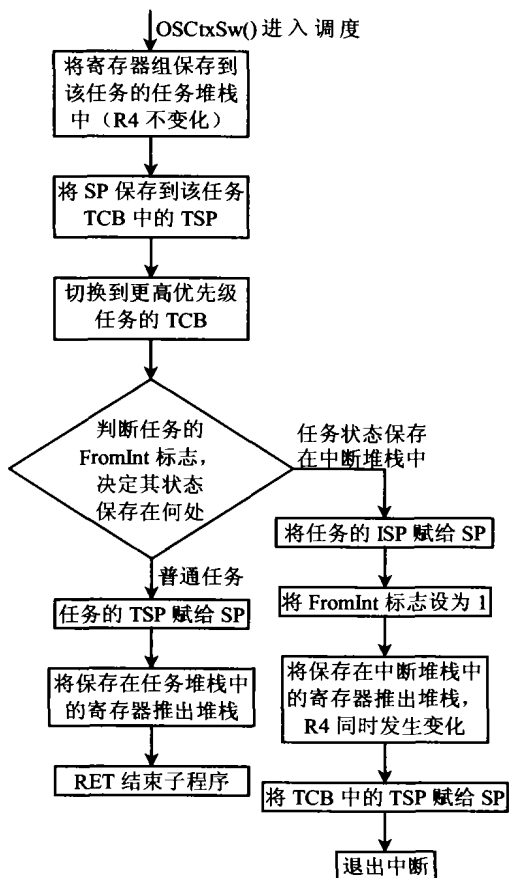 OSCtxSw()进入调度
将寄存器组保存到
该任务的任务堆栈
中（R4 不变化）
将 SP 保存到该任务
TCB 中的 TSP
切换到更高优先级
任务的 TCB
判断任务的
FromInt 标志，
决定其状态
保存在何处
任务状态保存
在中断堆栈中
将任务的 ISP 赋给 SP
将 FromInt 标志设为 1
将保存在中断堆栈中
的寄存器推出堆栈，
R4 同时发生变化
将 TCB 中的 TSP 赋给 SP
退出中断
普通任务
任务的 TSP 赋给 SP
将保存在任务堆栈中
的寄存器推出堆栈
RET 结束子程序